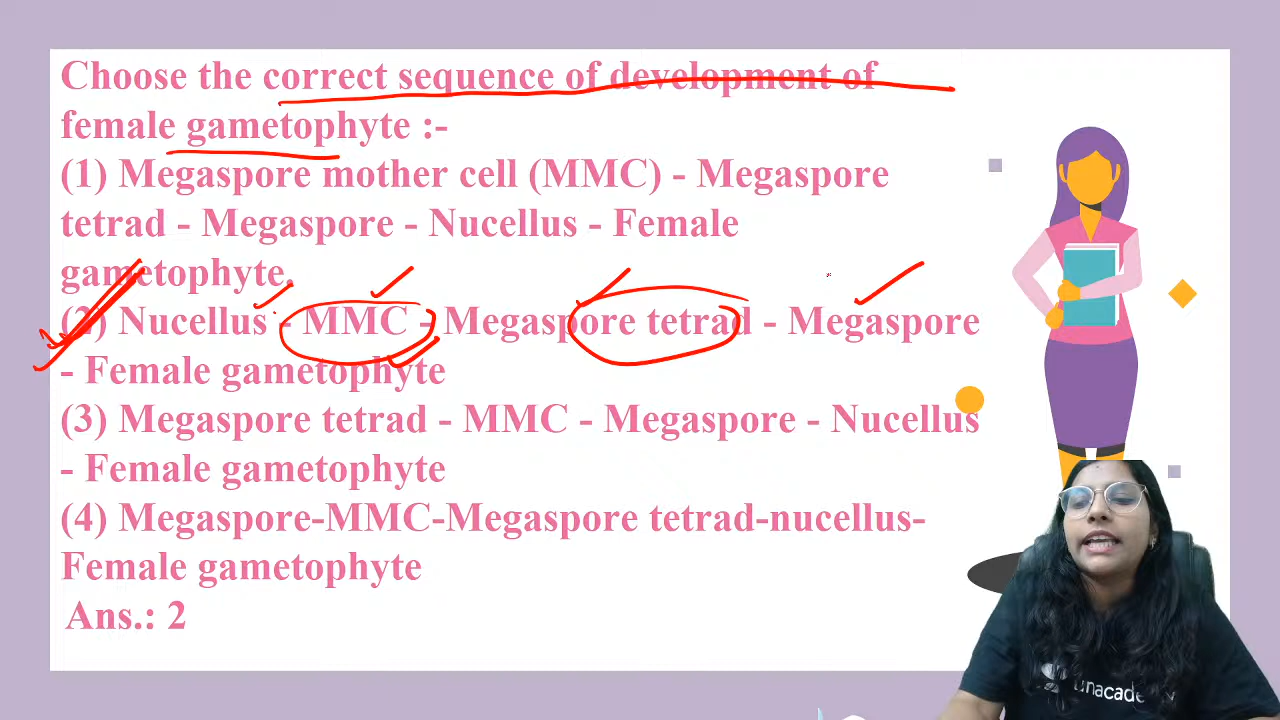 Choose the correct sequence of development of
female gametophyte :-
(1) Megaspore mother cell (MMC) - Megaspore
tetrad - Megaspore - Nucellus - Female
gametophyte.
(2) Nucellus - MMC - Megaspore tetrad - Megaspore
- Female gametophyte
(3) Megaspore tetrad - MMC - Megaspore - Nucellus
- Female gametophyte
(4) Megaspore-MMC-Megaspore tetrad-nucellus-
Female gametophyte
Ans.: 2